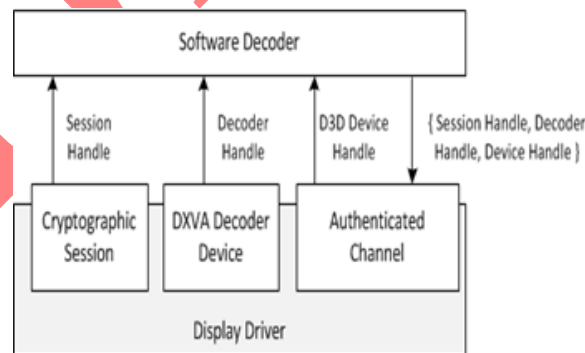 Software Decoder
Session
Handle
Decoder
Handle
D3D Device
Handle
{ Session Handle, Decoder
Handle, Device Handle }
Cryptographic
Session
DXVA Decoder
Device
Authenticated
Channel
Display Driver